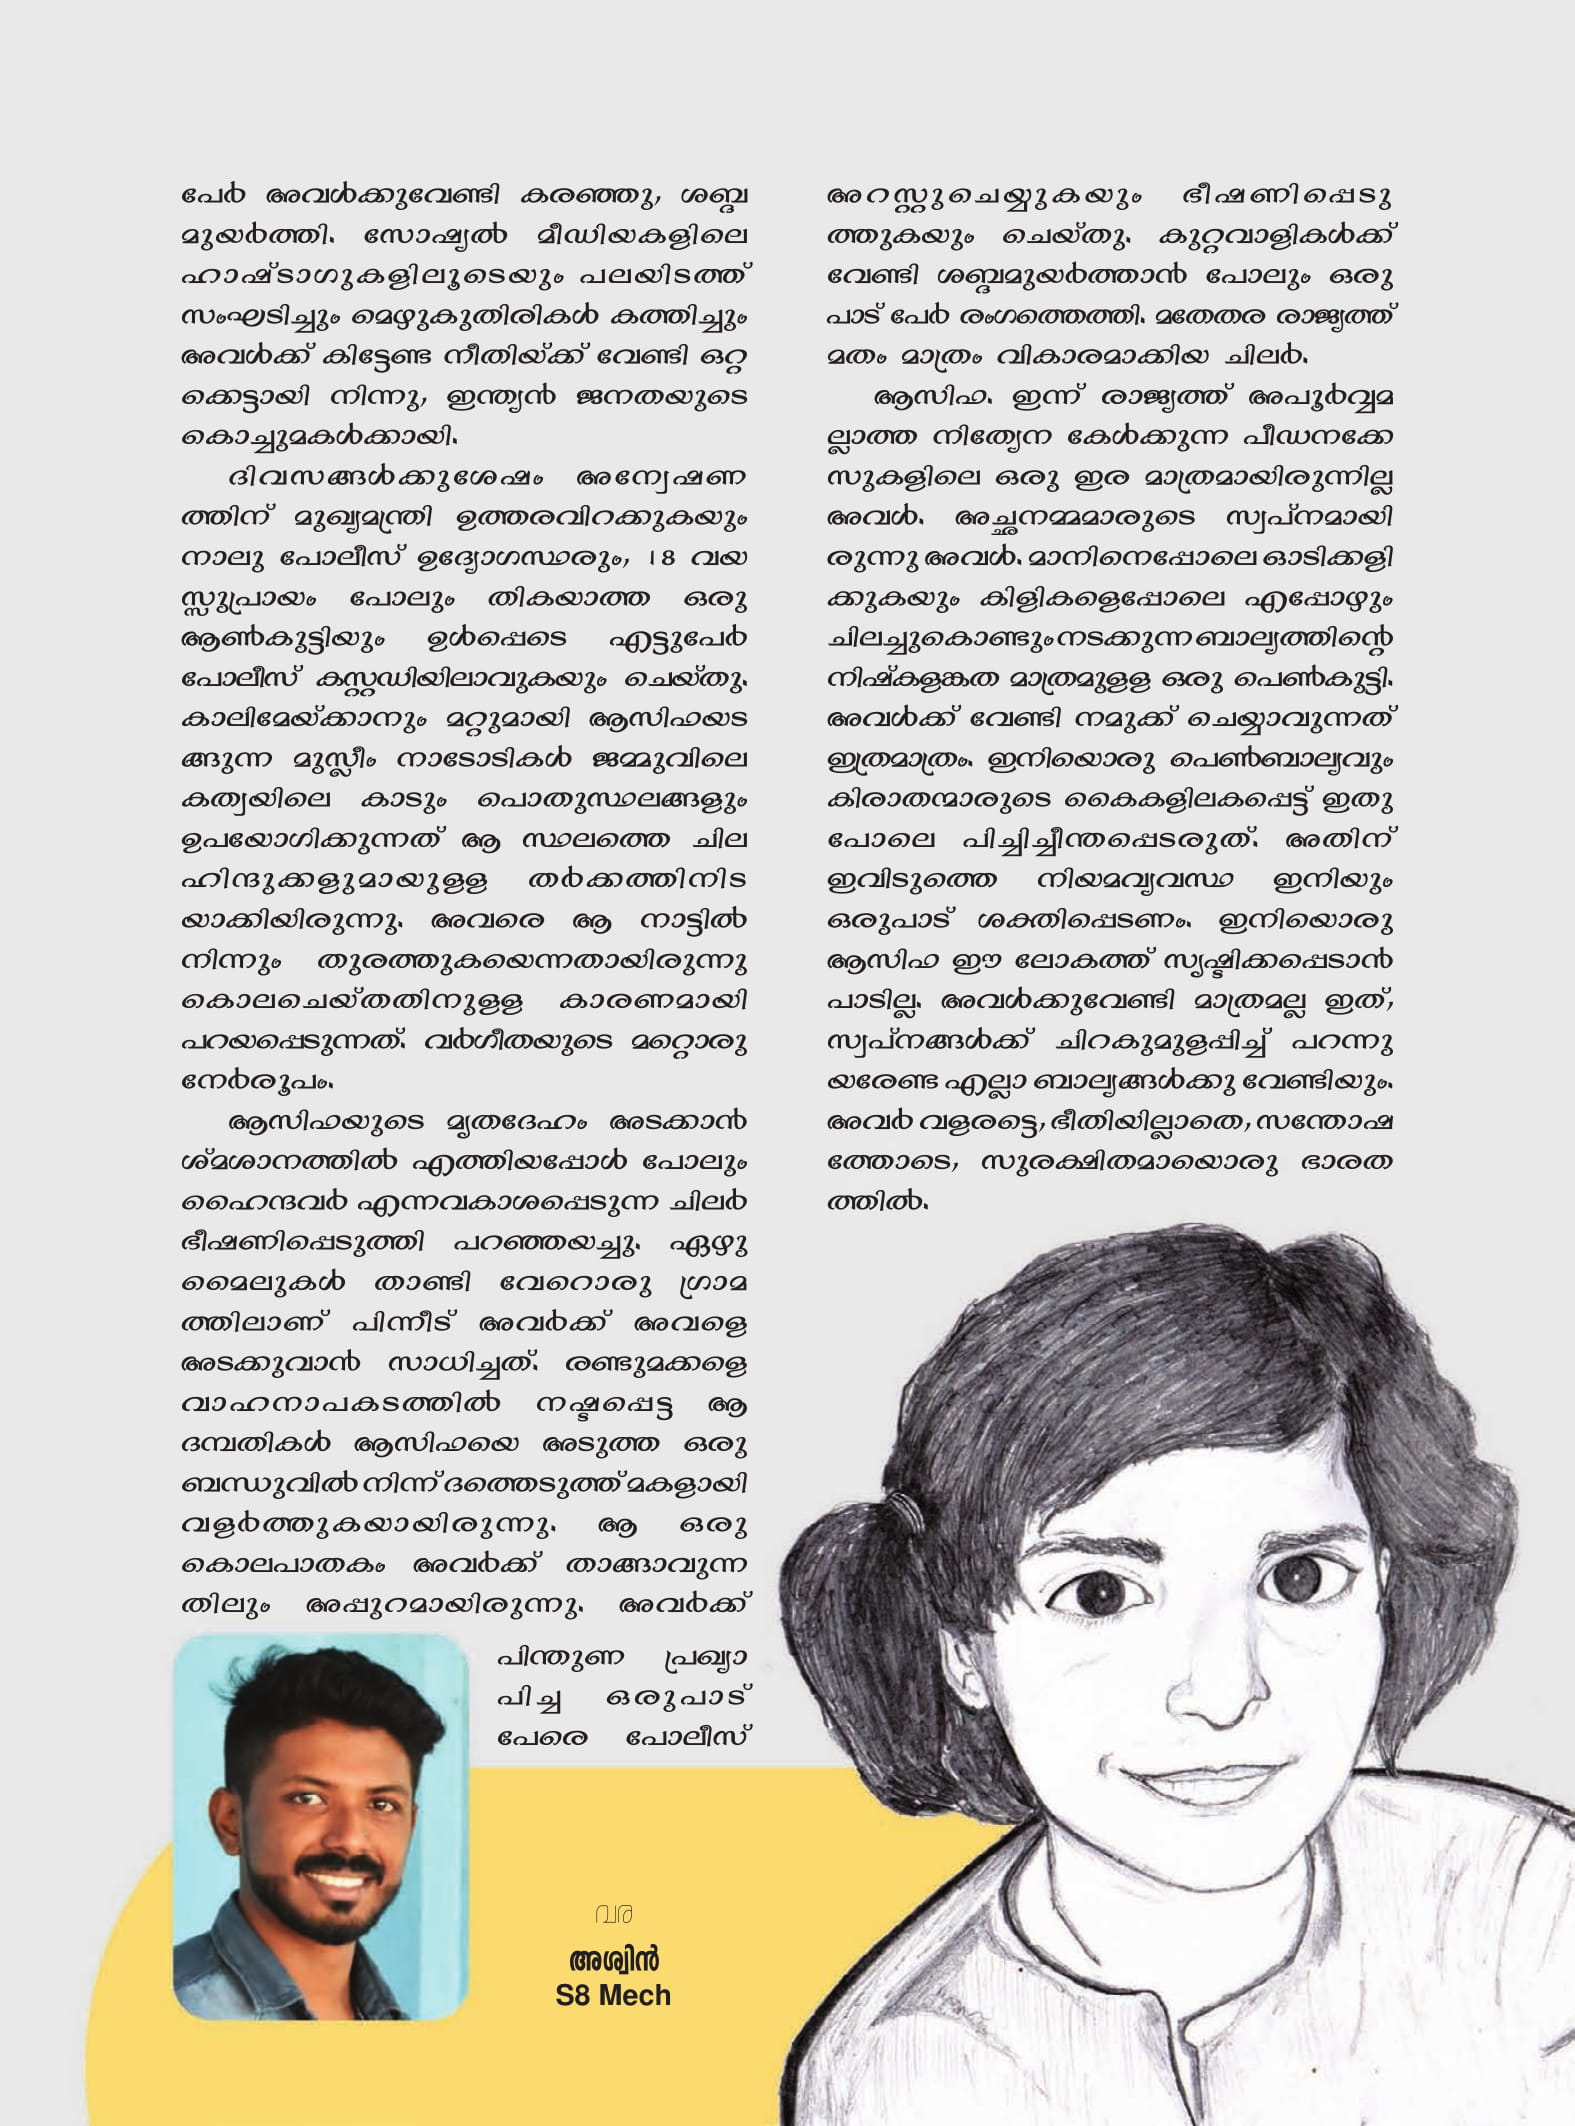 പേർ അവൾക്കുവേണ്ടി കരഞ്ഞു, ശബ്ദ
മുയർത്തി. സോഷ്യൽ മീഡിയകളിലെ
ഹാഷ്ടാഗുകളിലൂടെയും പലയിടത്ത്
സംഘടിച്ചും മെഴുകുതിരികൾ കത്തിച്ചും
അവൾക്ക് കിട്ടേണ്ട നീതിയ്ക്ക് വേണ്ടി ഒറ്റ
ക്കെട്ടായി നിന്നു, ഇന്ത്യൻ ജനതയുടെ
കൊച്ചുമകൾക്കായി.
ദിവസങ്ങൾക്കുശേഷം അന്വേഷണ
ത്തിന് മുഖ്യമന്ത്രി ഉത്തരവിറക്കുകയും
നാലു പോലീസ് ഉദ്യോഗസ്ഥരും, 18 വയ
സ്സുപ്രായം പോലും തികയാത്ത ഒരു
ആൺകുട്ടിയും ഉൾപ്പെടെ എട്ടുപേർ
പോലീസ് കസ്റ്റഡിയിലാവുകയും ചെയ്തു.
കാലിമേയ്ക്കാനും മറ്റുമായി ആസിഫയട
ങ്ങുന്ന മുസ്ലീം നാടോടികൾ ജമ്മുവിലെ
കത്വയിലെ കാടും പൊതുസ്ഥലങ്ങളും
ഉപയോഗിക്കുന്നത് ആ സ്ഥലത്തെ ചില
ഹിന്ദുക്കളുമായുളള തർക്കത്തിനിട
യാക്കിയിരുന്നു. അവരെ ആ നാട്ടിൽ
നിന്നും തുരത്തുകയെന്നതായിരുന്നു
കൊലചെയ്തതിനുളള കാരണമായി
പറയപ്പെടുന്നത്. വർഗീതയുടെ മറ്റൊരു
നേർരൂപം.
ആസിഫയുടെ മൃതദേഹം അടക്കാൻ
ശ്മശാനത്തിൽ എത്തിയപ്പോൾ പോലും
ഹൈന്ദവർ എന്നവകാശപ്പെടുന്ന ചിലർ
ഭീഷണിപ്പെടുത്തി പറഞ്ഞയച്ചു. ഏഴു
മൈലുകൾ താണ്ടി വേറൊരു ഗ്രാമ
ത്തിലാണ് പിന്നീട് അവർക്ക് അവളെ
അടക്കുവാൻ സാധിച്ചത്. രണ്ടുമക്കളെ
വാഹനാപകടത്തിൽ നഷ്ടപ്പെട്ട ആ
ദമ്പതികൾ ആസിഫയെ അടുത്ത ഒരു
ബന്ധുവിൽ നിന്ന് ദത്തെടുത്ത് മകളായി
വളർത്തുകയായിരുന്നു. ആ ഒരു
കൊലപാതകം അവർക്ക് താങ്ങാവുന്ന
തിലും അപ്പുറമായിരുന്നു. അവർക്ക്
പിന്തുണ പ്രഖ്യാ
പിച്ച ഒരുപാട്
പേരെ പോലീസ്
അറസ്റ്റുചെയ്യുകയും ഭീഷണിപ്പെടു
ത്തുകയും ചെയ്തു. കുറ്റവാളികൾക്ക്
വേണ്ടി ശബ്ദമുയർത്താൻ പോലും ഒരു
പാട് പേർ രംഗത്തെത്തി. മതേതര രാജ്യത്ത്
മതം മാത്രം വികാരമാക്കിയ ചിലർ.
ആസിഫ. ഇന്ന് രാജ്യത്ത് അപൂർവ്വമ
ല്ലാത്ത നിത്യേന കേൾക്കുന്ന പീഡനക്കേ
സുകളിലെ ഒരു ഇര മാത്രമായിരുന്നില്ല
അവൾ. അച്ഛനമ്മമാരുടെ സ്വപ്നമായി
രുന്നു അവൾ. മാനിനെപ്പോലെ ഓടിക്കളി
ക്കുകയും കിളികളെപ്പോലെ എപ്പോഴും
ചിലച്ചുകൊണ്ടും നടക്കുന്ന ബാല്യത്തിന്റെ
നിഷ്കളങ്കത മാത്രമുളള ഒരു പെൺകുട്ടി.
അവൾക്ക് വേണ്ടി നമുക്ക് ചെയ്യാവുന്നത്
ഇത്രമാത്രം. ഇനിയൊരു പെൺബാല്യവും
കിരാതന്മാരുടെ കൈകളിലകപ്പെട്ട് ഇതു
പോലെ പിച്ചിച്ചീന്തപ്പെടരുത്. അതിന്
ഇവിടുത്തെ നിയമവ്യവസ്ഥ ഇനിയും
ഒരുപാട് ശക്തിപ്പെടണം. ഇനിയൊരു
ആസിഫ ഈ ലോകത്ത് സൃഷ്ടിക്കപ്പെടാൻ
പാടില്ല. അവൾക്കുവേണ്ടി മാത്രമല്ല ഇത്,
സ്വപ്നങ്ങൾക്ക് ചിറകുമുളപ്പിച്ച് പറന്നു
യരേണ്ട എല്ലാ ബാല്യങ്ങൾക്കു വേണ്ടിയും.
അവർ വളരട്ടെ, ഭീതിയില്ലാതെ, സന്തോഷ
ത്തോടെ, സുരക്ഷിതമായൊരു ഭാരത
ത്തിൽ.
വര
അശ്വിൻ
S8 Mech